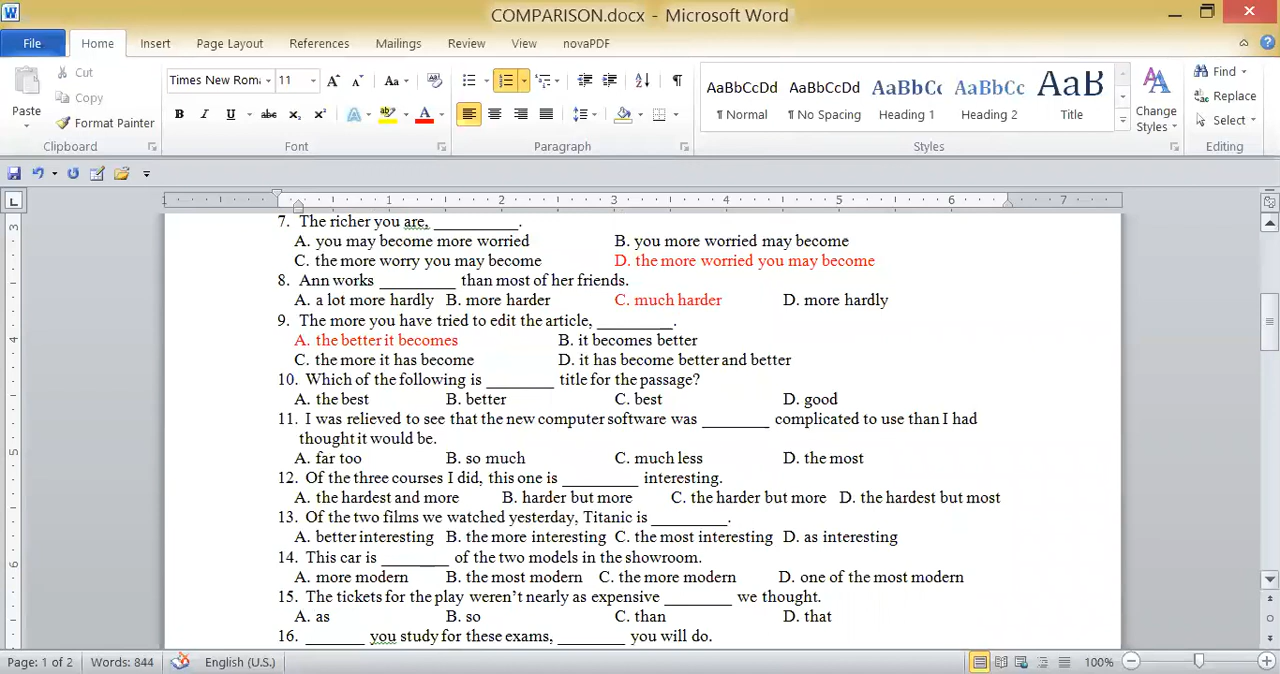 COMPARISON.docx - Microsoft Word
File Home Insert Page Layout References Mailings Review View novaPDF
Paste Cut Copy Format Painter
Times New Roma 11
AaBbCcDd AaBbCcDd AaBbCc AaBbCc AaB
¶ Normal ¶ No Spacing Heading 1 Heading 2 Title
Change Styles
Find Replace Select
Clipboard Font Paragraph Styles Editing
1 1 2 3 4 5 6 7
7. The richer you are, __________.
A. you may become more worried B. you more worried may become
C. the more worry you may become D. the more worried you may become
8. Ann works _________ than most of her friends.
A. a lot more hardly B. more harder C. much harder D. more hardly
9. The more you have tried to edit the article, _________.
A. the better it becomes B. it becomes better
C. the more it has become D. it has become better and better
10. Which of the following is ________ title for the passage?
A. the best B. better C. best D. good
11. I was relieved to see that the new computer software was ________ complicated to use than I had
thought it would be.
A. far too B. so much C. much less D. the most
12. Of the three courses I did, this one is _________ interesting.
A. the hardest and more B. harder but more C. the harder but more D. the hardest but most
13. Of the two films we watched yesterday, Titanic is _________.
A. better interesting B. the more interesting C. the most interesting D. as interesting
14. This car is ________ of the two models in the showroom.
A. more modern B. the most modern C. the more modern D. one of the most modern
15. The tickets for the play weren't nearly as expensive ________ we thought.
A. as B. so C. than D. that
16. _______ you study for these exams, ________ you will do.
Page: 1 of 2 Words: 844 English (U.S.) 100%